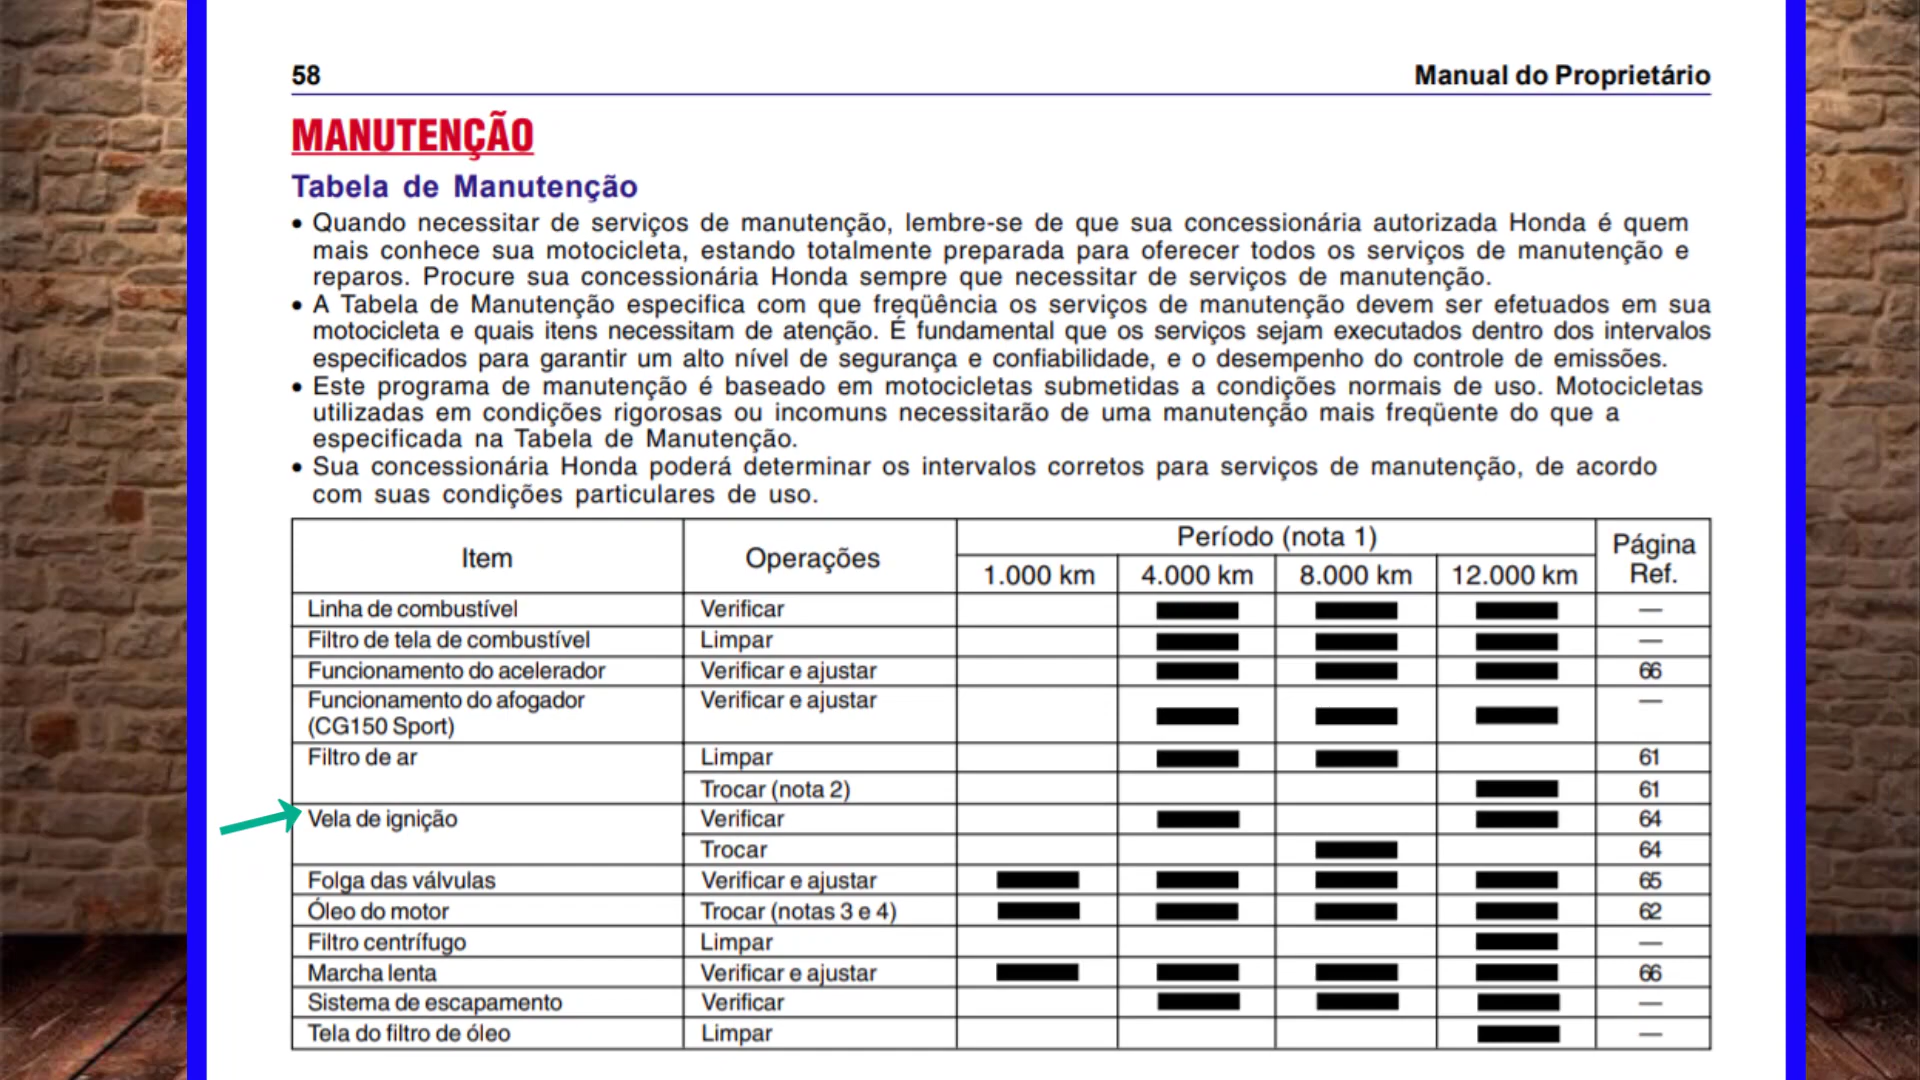 58 Manual do Proprietário
MANUTENÇÃO
Tabela de Manutenção
• Quando necessitar de serviços de manutenção, lembre-se de que sua concessionária autorizada Honda é quem
mais conhece sua motocicleta, estando totalmente preparada para oferecer todos os serviços de manutenção e
reparos. Procure sua concessionária Honda sempre que necessitar de serviços de manutenção.
• A Tabela de Manutenção especifica com que freqüência os serviços de manutenção devem ser efetuados em sua
motocicleta e quais itens necessitam de atenção. É fundamental que os serviços sejam executados dentro dos intervalos
especificados para garantir um alto nível de segurança e confiabilidade, e o desempenho do controle de emissões.
• Este programa de manutenção é baseado em motocicletas submetidas a condições normais de uso. Motocicletas
utilizadas em condições rigorosas ou incomuns necessitarão de uma manutenção mais freqüente do que a
especificada na Tabela de Manutenção.
• Sua concessionária Honda poderá determinar os intervalos corretos para serviços de manutenção, de acordo
com suas condições particulares de uso.
Item Operações Período (nota 1) Página Ref.
1.000 km 4.000 km 8.000 km 12.000 km
Linha de combustível Verificar —
Filtro de tela de combustível Limpar —
Funcionamento do acelerador Verificar e ajustar 66
Funcionamento do afogador Verificar e ajustar —
(CG150 Sport)
Filtro de ar Limpar 61
Trocar (nota 2) 61
Vela de ignição Verificar 64
Trocar 64
Folga das válvulas Verificar e ajustar 65
Óleo do motor Trocar (notas 3 e 4) 62
Filtro centrífugo Limpar —
Marcha lenta Verificar e ajustar 66
Sistema de escapamento Verificar —
Tela do filtro de óleo Limpar —